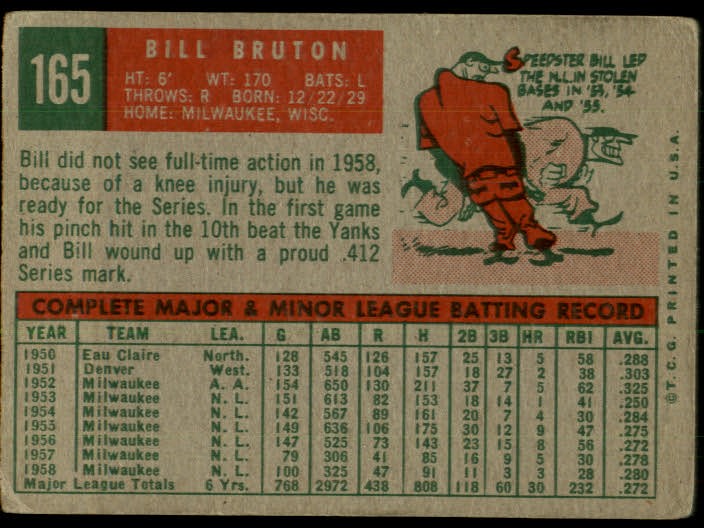 165
BILL BRUTON
HT: 6' WT: 170 BATS: L
THROWS: R BORN: 12/22/29
HOME: MILWAUKEE, WISC.
SPEEDSTER BILL LED
THE N.L. IN STOLEN
BASES IN '53, '54
AND '55.
Bill did not see full-time action in 1958,
because of a knee injury, but he was
ready for the Series. In the first game
his pinch hit in the 10th beat the Yanks
and Bill wound up with a proud .412
Series mark.
COMPLETE MAJOR & MINOR LEAGUE BATTING RECORD
YEAR TEAM LEA. G AB R H 2B 3B HR RBI AVG.
1950 Eau Claire North. 128 545 126 157 25 13 5 58 .288
1951 Denver West. 133 518 104 157 18 27 2 38 .303
1952 Milwaukee A. A. 154 650 130 211 37 7 5 62 .325
1953 Milwaukee N. L. 151 613 82 153 18 14 1 41 .250
1954 Milwaukee N. L. 142 567 89 161 20 7 4 30 .284
1955 Milwaukee N. L. 149 636 106 175 30 12 9 47 .275
1956 Milwaukee N. L. 147 525 73 143 23 15 8 56 .272
1957 Milwaukee N. L. 79 306 41 85 16 9 5 30 .278
1958 Milwaukee N. L. 100 325 47 91 11 3 3 28 .280
Major League Totals 6 Yrs. 768 2972 438 808 118 60 30 232 .272
©T.C.G. PRINTED IN U.S.A.